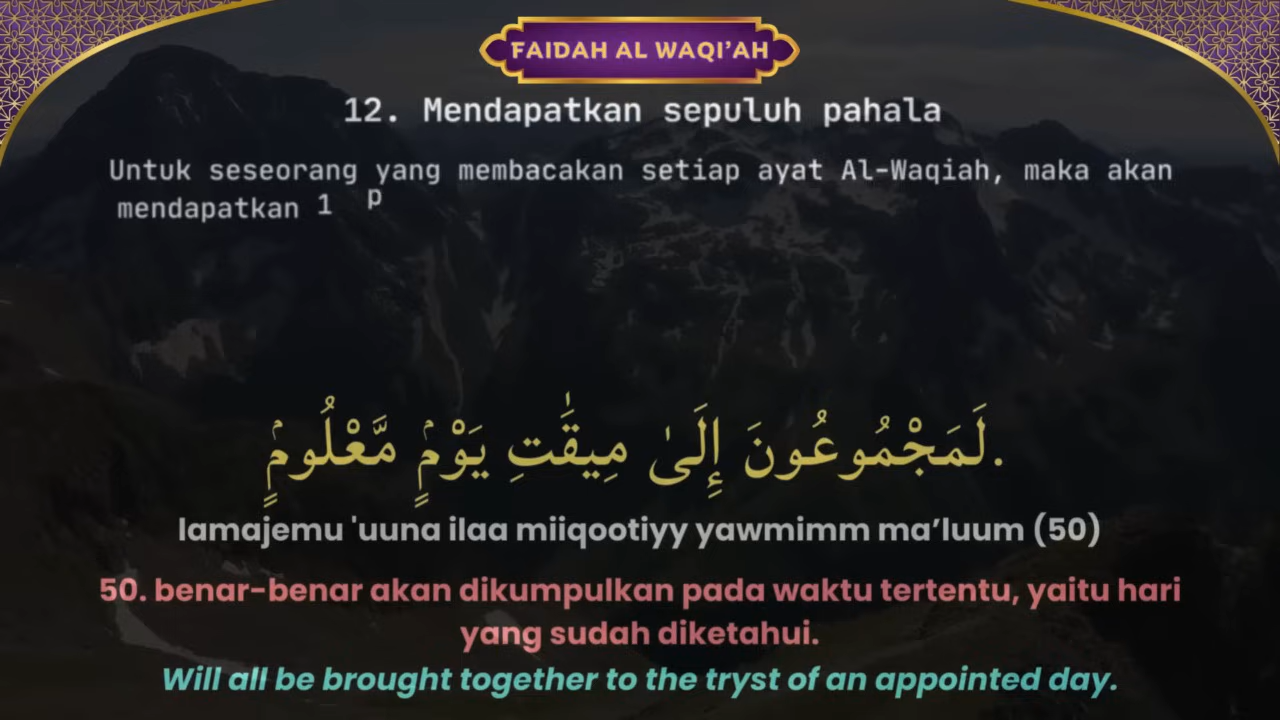 FAIDAH AL WAQI’AH
12. Mendapatkan sepuluh pahala
Untuk seseorang yang membacakan setiap ayat Al-Waqiah, maka akan
mendapatkan 1 p
لَمَجْمُوعُونَ إِلَىٰ مِيقَٰتِ يَوْمٍ مَّعْلُومٍ.
lamajemu 'uuna ilaa miiqootiyy yawmimm ma’luum (50)
50. benar-benar akan dikumpulkan pada waktu tertentu, yaitu hari
yang sudah diketahui.
Will all be brought together to the tryst of an appointed day.